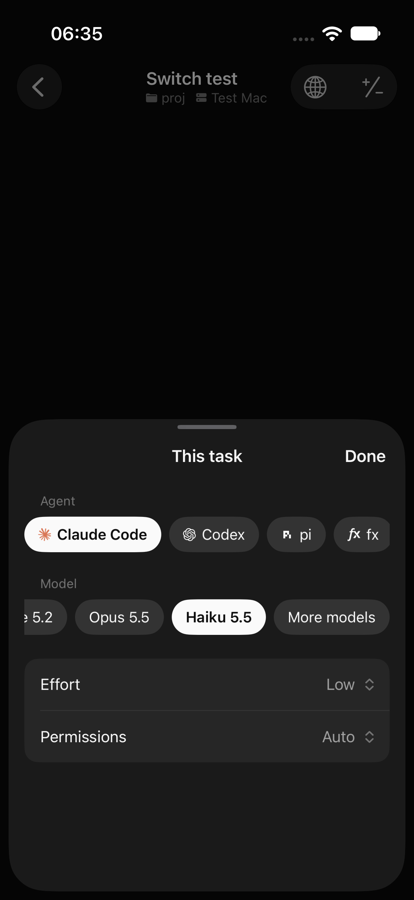 06:35
Switch test
proj Test Mac
This task Done
Agent
Claude Code Codex pi fx fx
Model
e 5.2 Opus 5.5 Haiku 5.5 More models
Effort Low
Permissions Auto